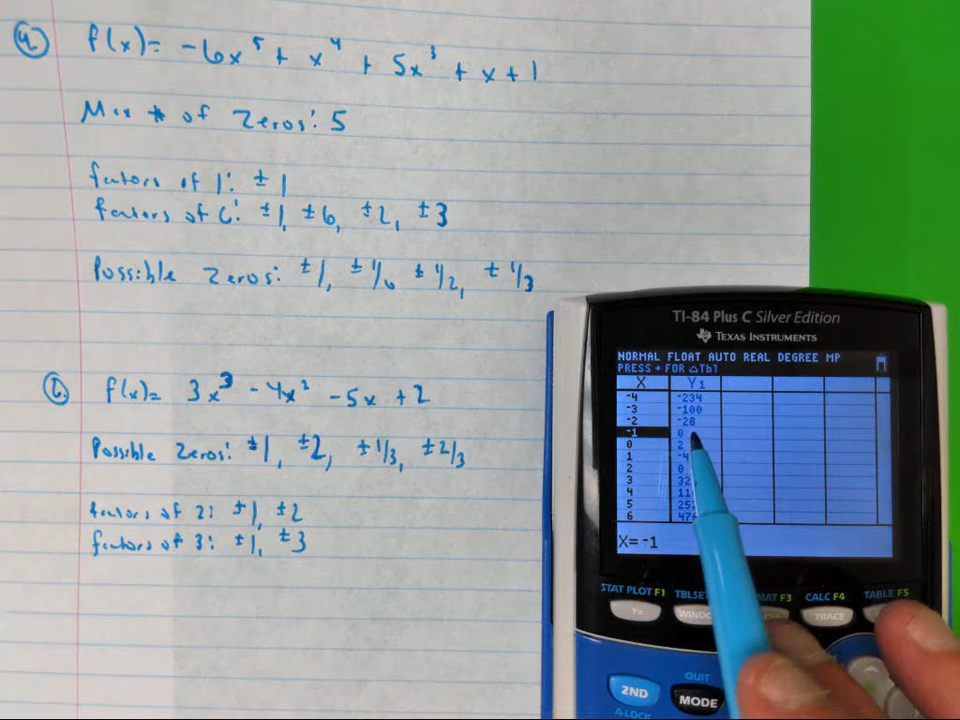 a. f(x) = -6x⁵ + x⁴ + 5x³ + x + 1
Max # of Zeros: 5
factors of 1: ±1
factors of 6: ±1, ±6, ±2, ±3
Possible Zeros: ±1, ±1/6 ±1/2, ±1/3
b. f(x)= 3x³ - 4x² - 5x + 2
Possible Zeros: ±1, ±2, ±1/3, ±2/3
factors of 2: ±1, ±2
factors of 3: ±1, ±3
TI-84 Plus C Silver Edition
TEXAS INSTRUMENTS
NORMAL FLOAT AUTO REAL DEGREE MP
PRESS + FOR △Tbl
X Y₁
-4 -234
-3 -100
-2 -28
-1 0
0 2
1 -4
2 0
3 32
4
5 252
6
X=-1
STAT PLOT F1 CALC F4 TABLE F5
Y= TRACE
QUIT
2ND MODE
A-LOCK